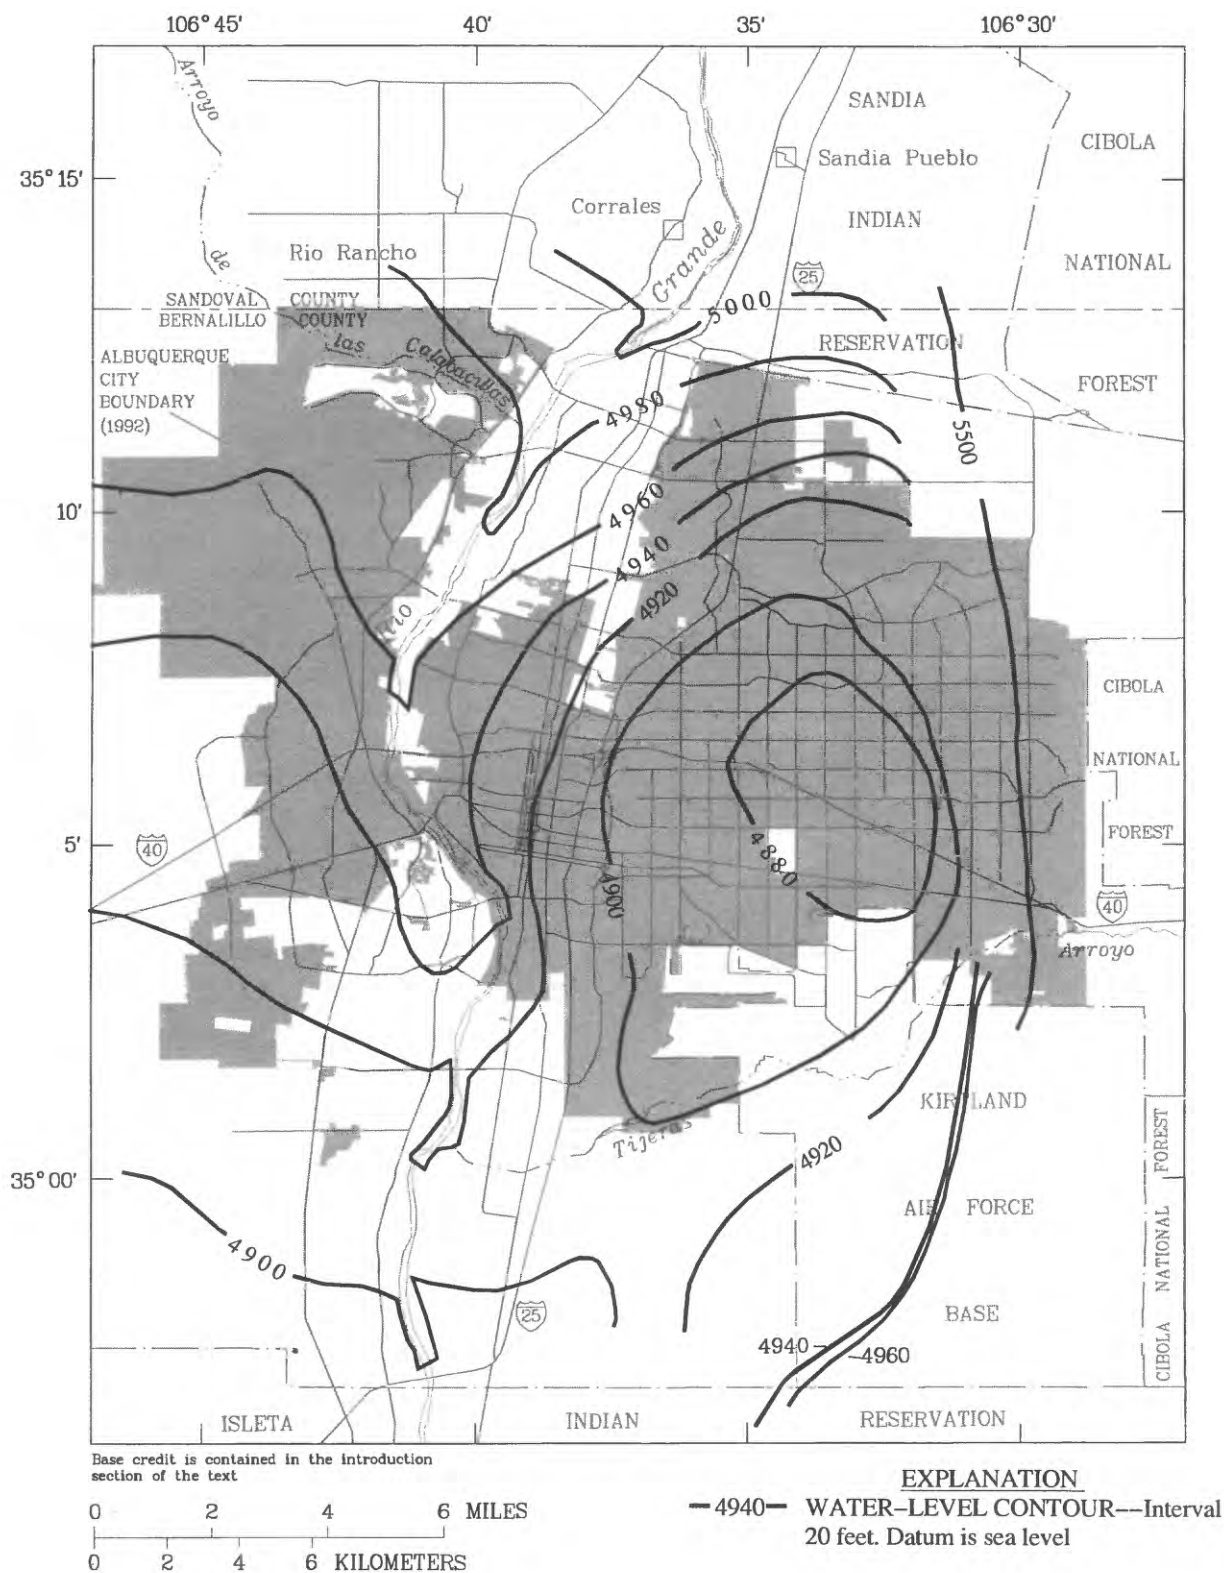 106°45'
40'
35'
106°30'
Arroyo
SANDIA
CIBOLA
Sandia Pueblo
35°15'
Corrales
INDIAN
Grande
de
Rio Rancho
NATIONAL
25
SANDOVAL COUNTY
BERNALILLO COUNTY
5000
las
RESERVATION
ALBUQUERQUE
CITY
BOUNDARY
(1992)
Calabacillas
FOREST
4980
5500
4960
10'
4940
4920
Rio
CIBOLA
NATIONAL
FOREST
5'
40
4880
4900
40
Arroyo
KIRTLAND
Tijeras
4920
35°00'
AIR FORCE
4900
BASE
25
4940
4960
CIBOLA NATIONAL FOREST
ISLETA
INDIAN
RESERVATION
Base credit is contained in the introduction
section of the text
0 2 4 6 MILES
0 2 4 6 KILOMETERS
EXPLANATION
—4940— WATER-LEVEL CONTOUR---Interval
20 feet. Datum is sea level